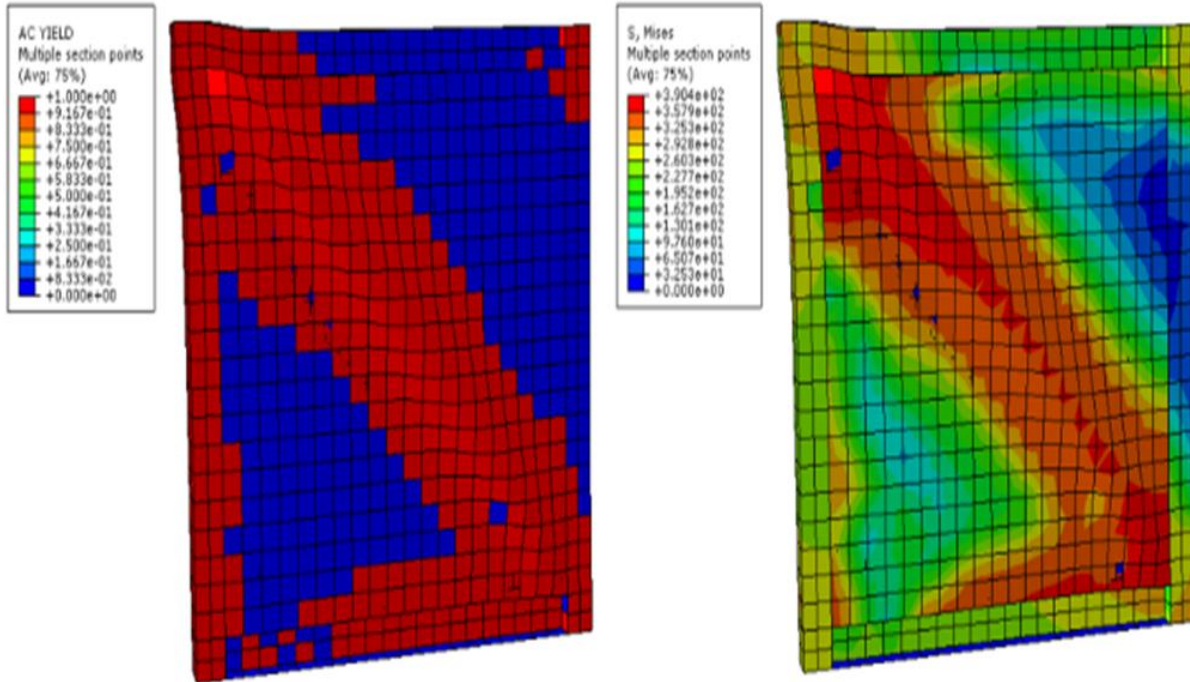 AC YIELD
Multiple section points
(Avg: 75%)
+1.000e+00
+9.167e-01
+8.333e-01
+7.500e-01
+6.667e-01
+5.833e-01
+5.000e-01
+4.167e-01
+3.333e-01
+2.500e-01
+1.667e-01
+8.333e-02
+0.000e+00
S, Mises
Multiple section points
(Avg: 75%)
+3.904e+02
+3.579e+02
+3.253e+02
+2.928e+02
+2.603e+02
+2.277e+02
+1.952e+02
+1.627e+02
+1.301e+02
+9.760e+01
+6.507e+01
+3.253e+01
+0.000e+00